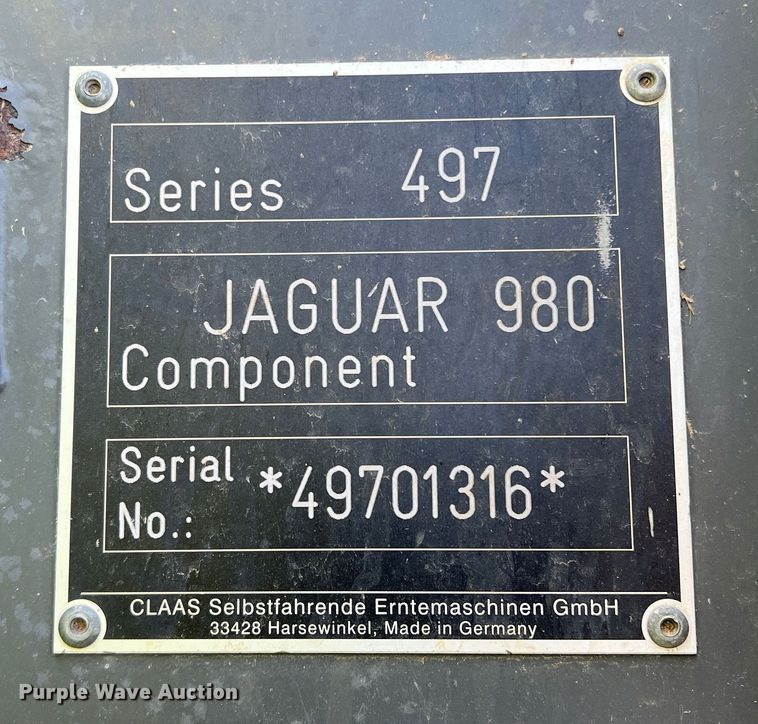 Series 497
JAGUAR 980
Component
Serial
No.: *49701316*
CLAAS Selbstfahrende Erntemaschinen GmbH
33428 Harsewinkel, Made in Germany
Purple Wave Auction